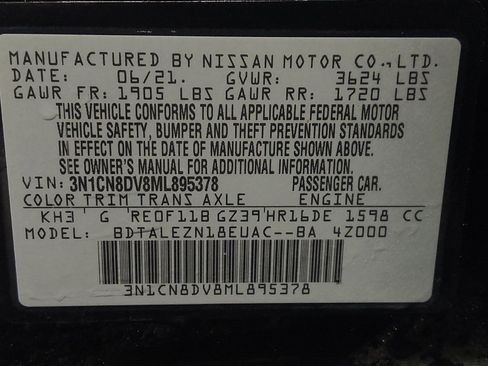 MANUFACTURED BY NISSAN MOTOR CO., LTD.
DATE: 06/21. GVWR: 3624 LBS
GAWR FR: 1905 LBS GAWR RR: 1720 LBS
THIS VEHICLE CONFORMS TO ALL APPLICABLE FEDERAL MOTOR
VEHICLE SAFETY, BUMPER AND THEFT PREVENTION STANDARDS
IN EFFECT ON THE DATE OF MANUFACTURE SHOWN ABOVE.
SEE OWNER'S MANUAL FOR ADDITIONAL INFORMATION.
VIN: 3N1CN8DV8ML895378 PASSENGER CAR.
COLOR TRIM TRANS AXLE ENGINE
KH3' G 'RE0F11B GZ39'HR16DE 1598 CC
MODEL: BDTALEZN18EUAC--BA 4Z000
3N1CN8DV8ML895378